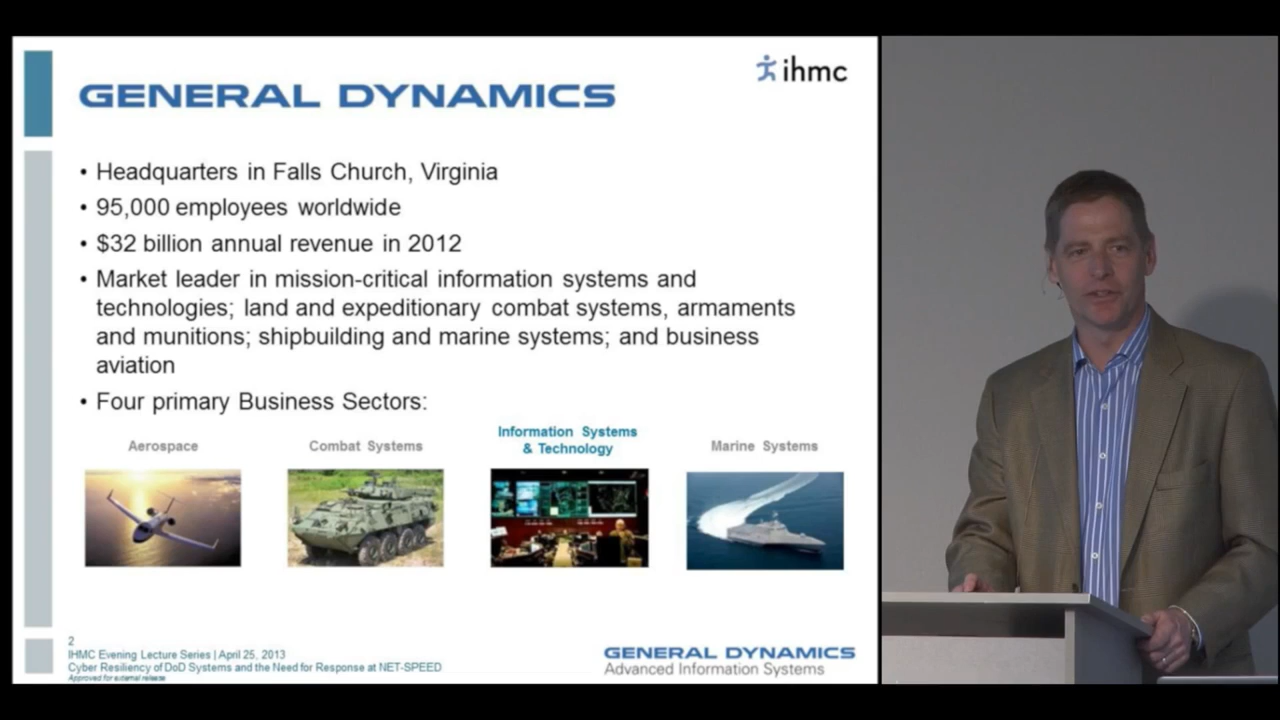 ihmc
GENERAL DYNAMICS
• Headquarters in Falls Church, Virginia
• 95,000 employees worldwide
• $32 billion annual revenue in 2012
• Market leader in mission-critical information systems and
technologies; land and expeditionary combat systems, armaments
and munitions; shipbuilding and marine systems; and business
aviation
• Four primary Business Sectors:
Aerospace
Combat Systems
Information Systems
& Technology
Marine Systems
2
IHMC Evening Lecture Series | April 25, 2013
Cyber Resiliency of DoD Systems and the Need for Response at NET-SPEED
Approved for external release
GENERAL DYNAMICS
Advanced Information Systems